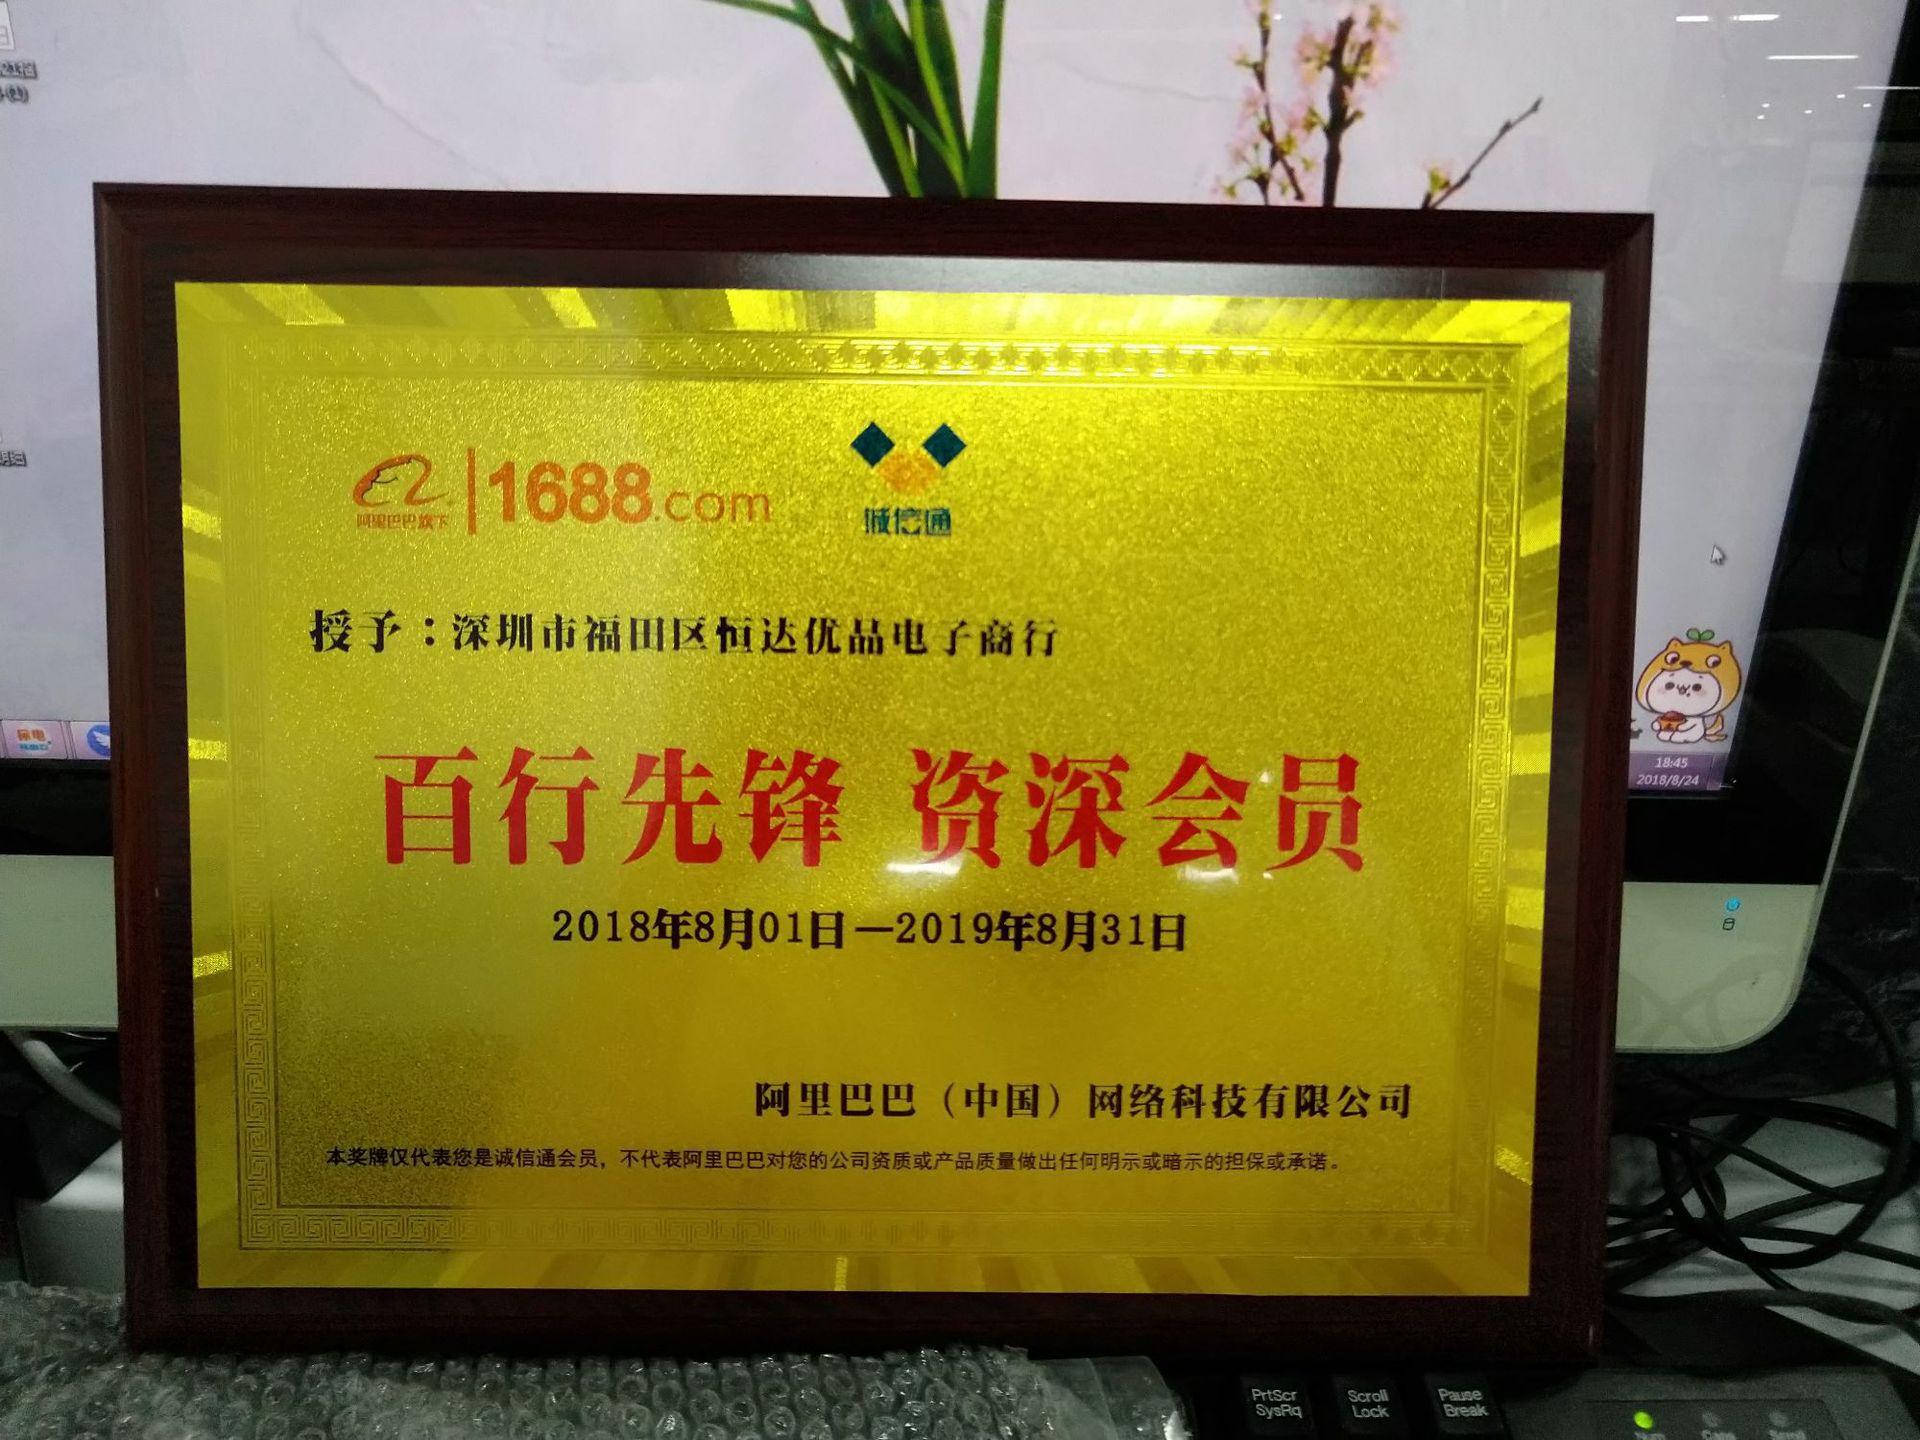 阿里巴巴旗下
1688.com
诚信通
授予：深圳市福田区恒达优品电子商行
百行先锋 资深会员
2018年8月01日—2019年8月31日
阿里巴巴（中国）网络科技有限公司
本奖牌仅代表您是诚信通会员，不代表阿里巴巴对您的公司资质或产品质量做出任何明示或暗示的担保或承诺。
18:45
2018/8/24
PrtScr
SysRq
Scroll
Lock
Pause
Break
Num
Caps
Scroll